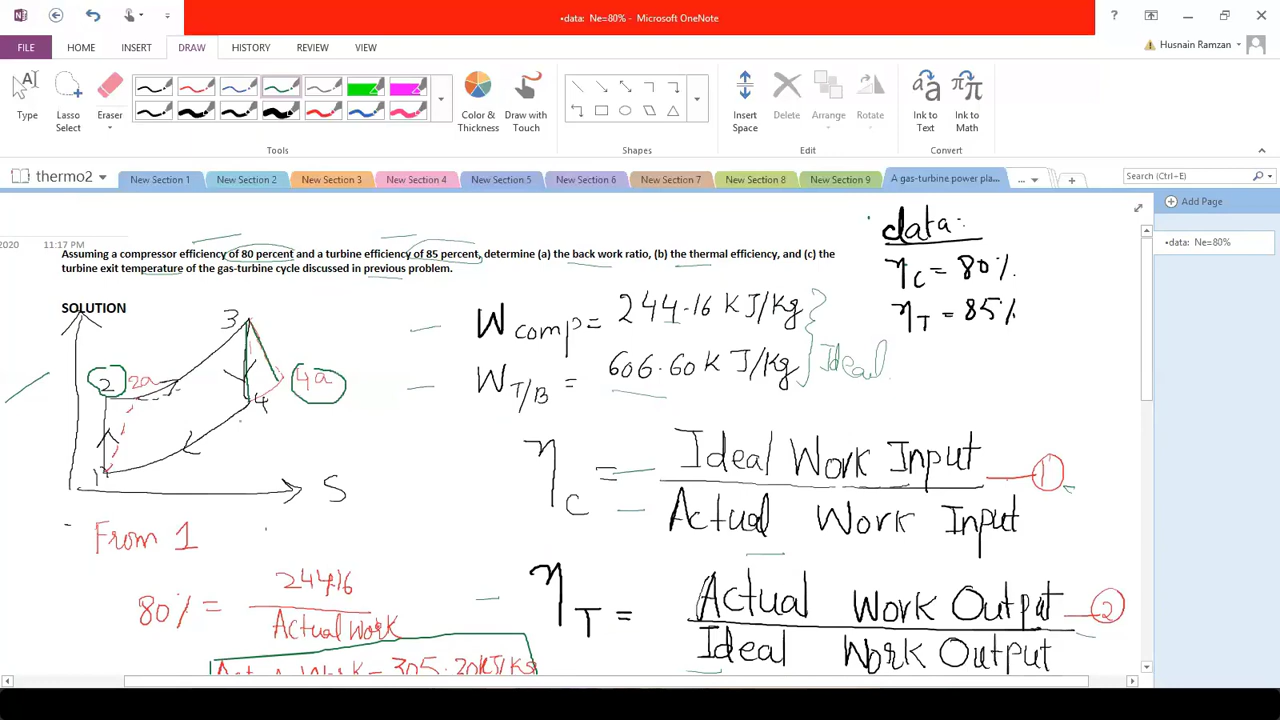 •data: Ne=80% - Microsoft OneNote
Husnain Ramzan
FILE HOME INSERT DRAW HISTORY REVIEW VIEW
Type Lasso Select Eraser Color & Thickness Draw with Touch Insert Space Delete Arrange Rotate Ink to Text Ink to Math
Tools Shapes Edit Convert
thermo2 New Section 1 New Section 2 New Section 3 New Section 4 New Section 5 New Section 6 New Section 7 New Section 8 New Section 9 A gas-turbine power pla... ... Search (Ctrl+E)
Add Page
•data: Ne=80%
2020 11:17 PM
Assuming a compressor efficiency of 80 percent and a turbine efficiency of 85 percent, determine (a) the back work ratio, (b) the thermal efficiency, and (c) the
turbine exit temperature of the gas-turbine cycle discussed in previous problem.
data:
ηC = 80%.
ηT = 85%
SOLUTION
3
2 2a 4a
4
1
S
Wcomp = 244.16 KJ/Kg
WT/B = 606.60 KJ/Kg
Ideal
ηC = Ideal Work Input 1
Actual Work Input
From 1
80% = 244.16
Actual Work
ηT = Actual Work Output 2
Ideal Work Output
Actual Work = 305.20KJ/Kg